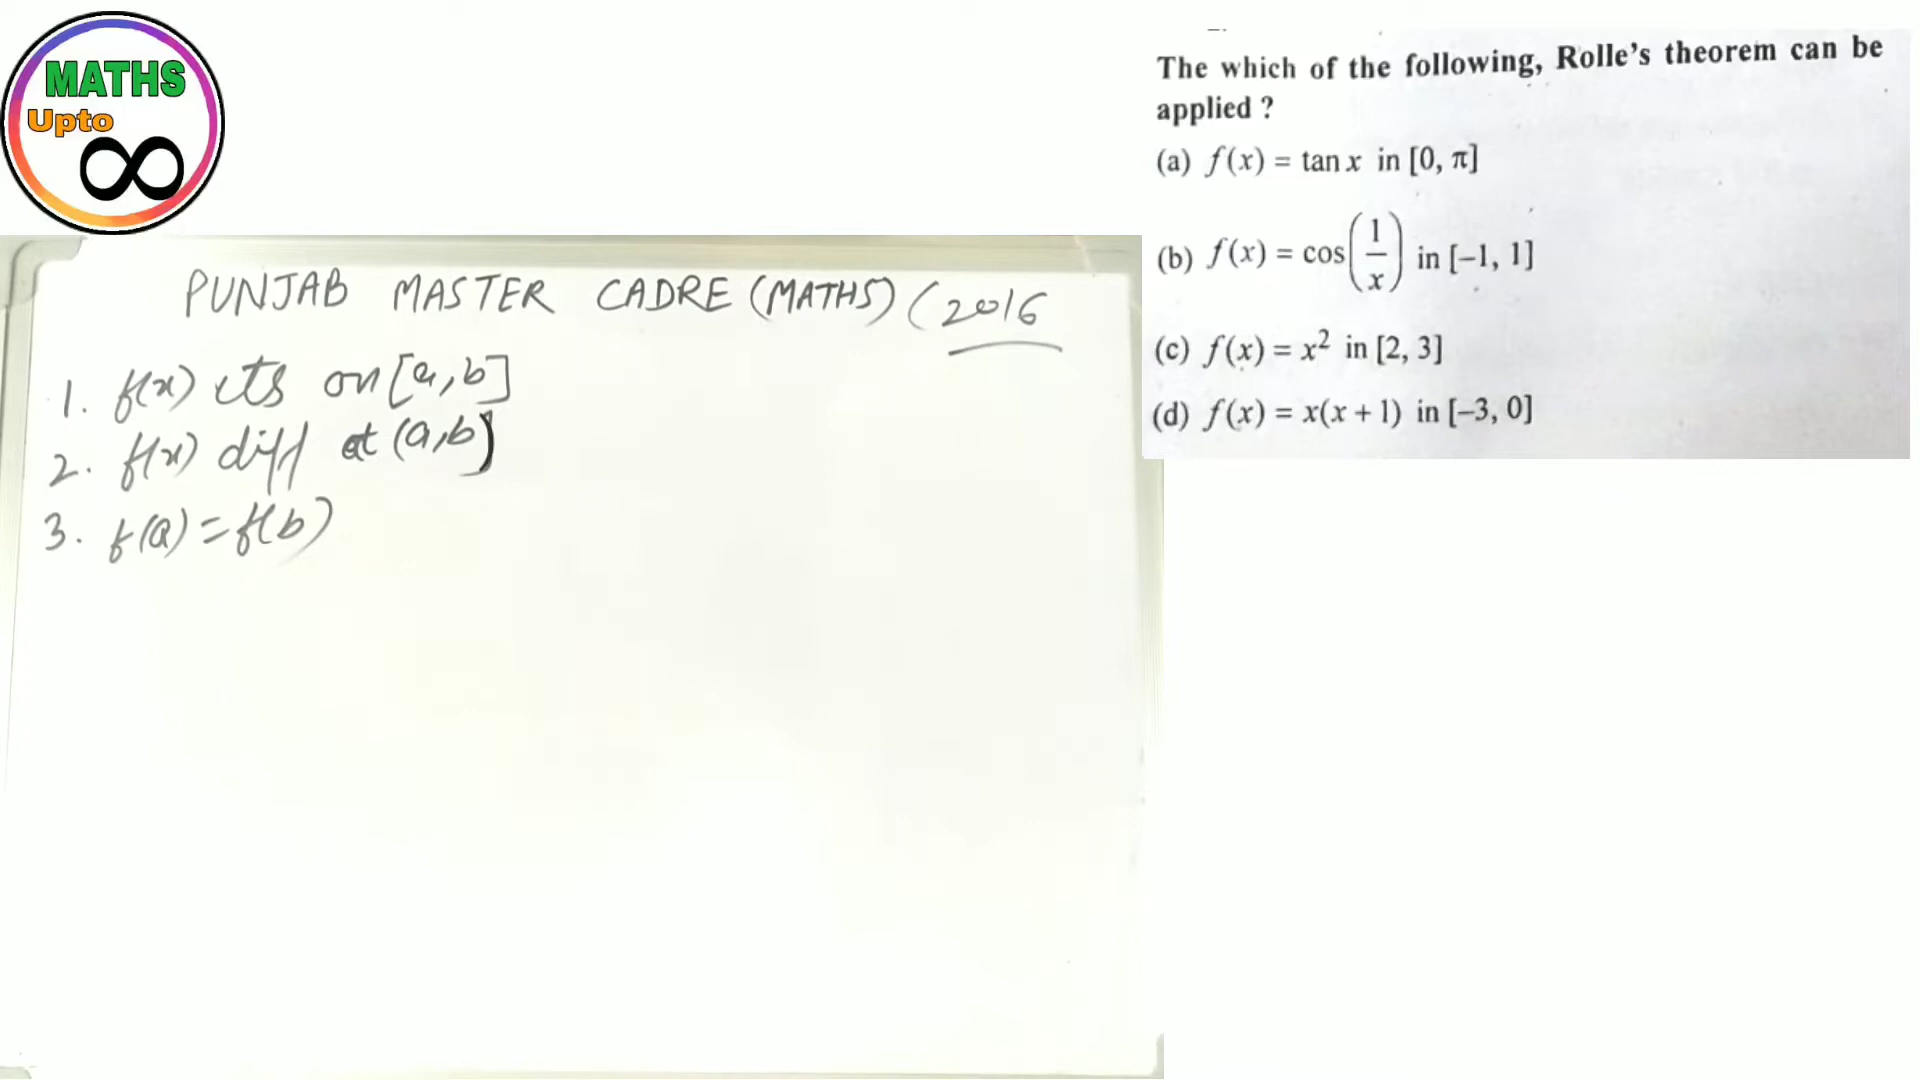 MATHS
Upto
∞
PUNJAB MASTER CADRE (MATHS) (2016
1. f(x) cts on [a,b]
2. f(x) diff at (a,b)
3. f(a) = f(b)
The which of the following, Rolle's theorem can be
applied ?
(a) f(x) = tan x in [0, π]
(b) f(x) = cos(1/x) in [–1, 1]
(c) f(x) = x² in [2, 3]
(d) f(x) = x(x + 1) in [–3, 0]